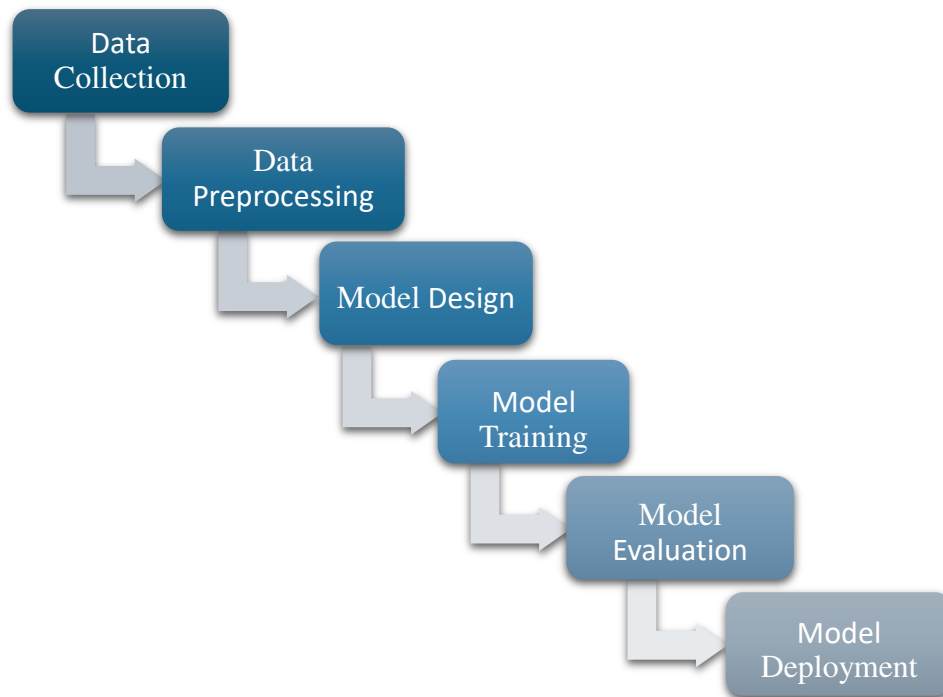 Data
Collection
Data
Preprocessing
Model Design
Model
Training
Model
Evaluation
Model
Deployment